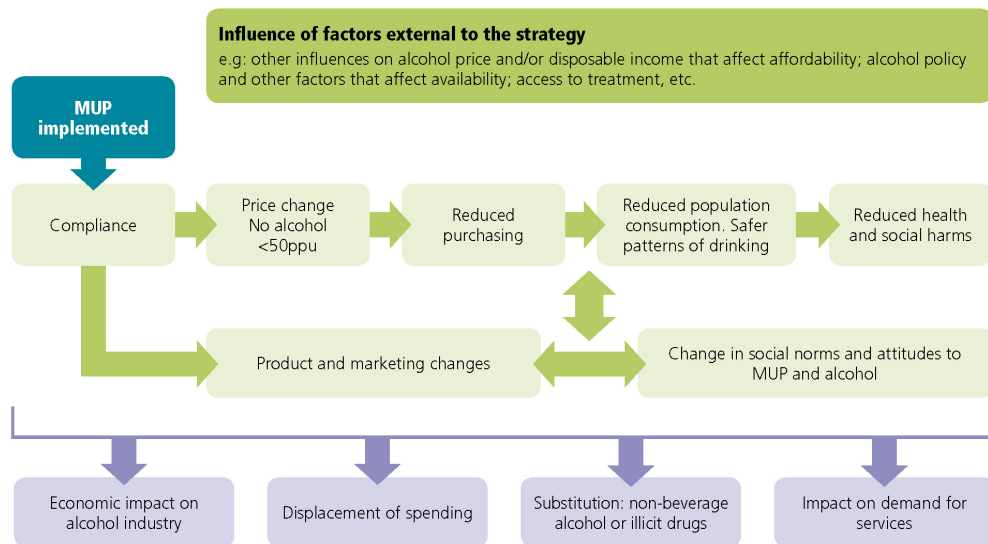 Influence of factors external to the strategy
e.g: other influences on alcohol price and/or disposable income that affect affordability; alcohol policy
and other factors that affect availability; access to treatment, etc.
MUP
implemented
Compliance
Price change
No alcohol
<50ppu
Reduced
purchasing
Reduced population
consumption. Safer
patterns of drinking
Reduced health
and social harms
Product and marketing changes
Change in social norms and attitudes to
MUP and alcohol
Economic impact on
alcohol industry
Displacement of spending
Substitution: non-beverage
alcohol or illicit drugs
Impact on demand for
services